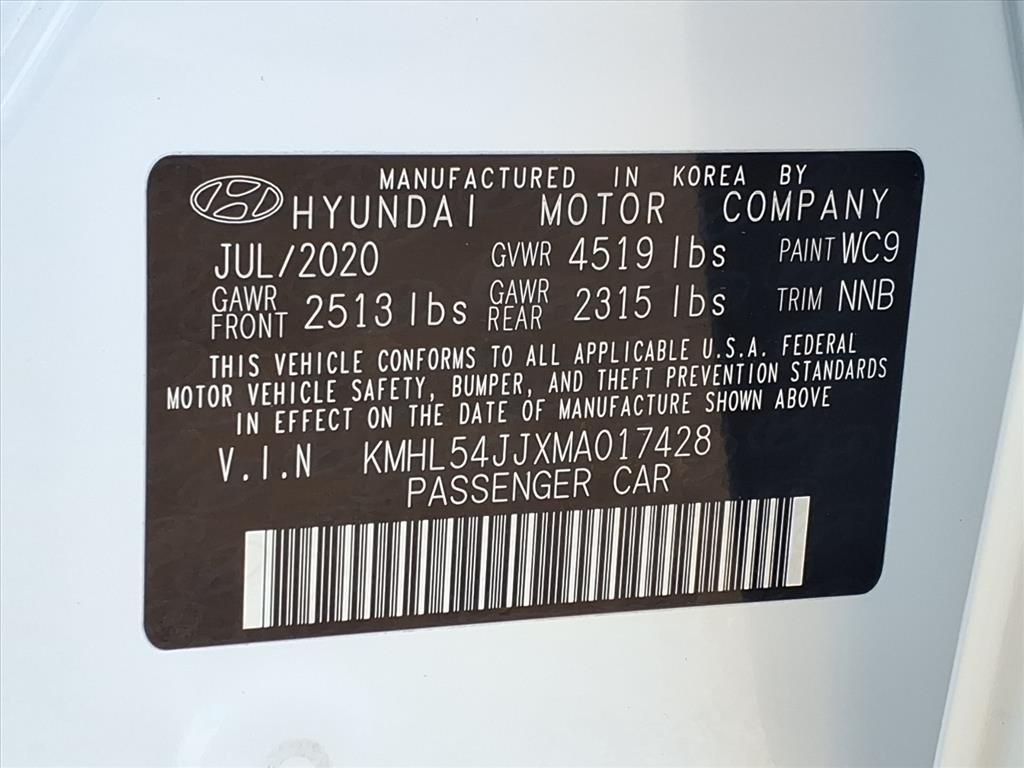 MANUFACTURED IN KOREA BY
HYUNDAI MOTOR COMPANY
JUL/2020 GVWR 4519 lbs PAINT WC9
GAWR FRONT 2513 lbs GAWR REAR 2315 lbs TRIM NNB
THIS VEHICLE CONFORMS TO ALL APPLICABLE U.S.A. FEDERAL
MOTOR VEHICLE SAFETY, BUMPER, AND THEFT PREVENTION STANDARDS
IN EFFECT ON THE DATE OF MANUFACTURE SHOWN ABOVE
V.I.N KMHL54JJXMA017428
PASSENGER CAR